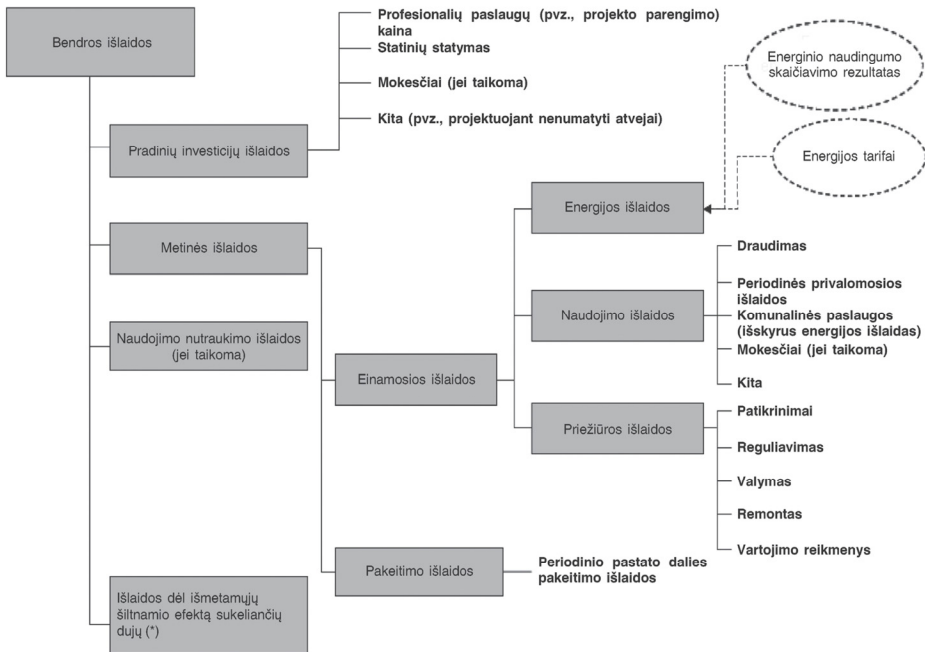 Bendros išlaidos
Profesionalių paslaugų (pvz., projekto parengimo)
kaina
Statinių statymas
Mokesčiai (jei taikoma)
Kita (pvz., projektuojant nenumatyti atvejai)
Pradinių investicijų išlaidos
Energinio naudingumo
skaičiavimo rezultatas
Energijos tarifai
Energijos išlaidos
Metinės išlaidos
Draudimas
Periodinės privalomosios
išlaidos
Naudojimo išlaidos
Komunalinės paslaugos
(išskyrus energijos išlaidas)
Mokesčiai (jei taikoma)
Kita
Naudojimo nutraukimo išlaidos
(jei taikoma)
Einamosios išlaidos
Priežiūros išlaidos
Patikrinimai
Reguliavimas
Valymas
Remontas
Vartojimo reikmenys
Pakeitimo išlaidos
Periodinio pastato dalies
pakeitimo išlaidos
Išlaidos dėl išmetamųjų
šiltnamio efektą sukeliančių
dujų (*)